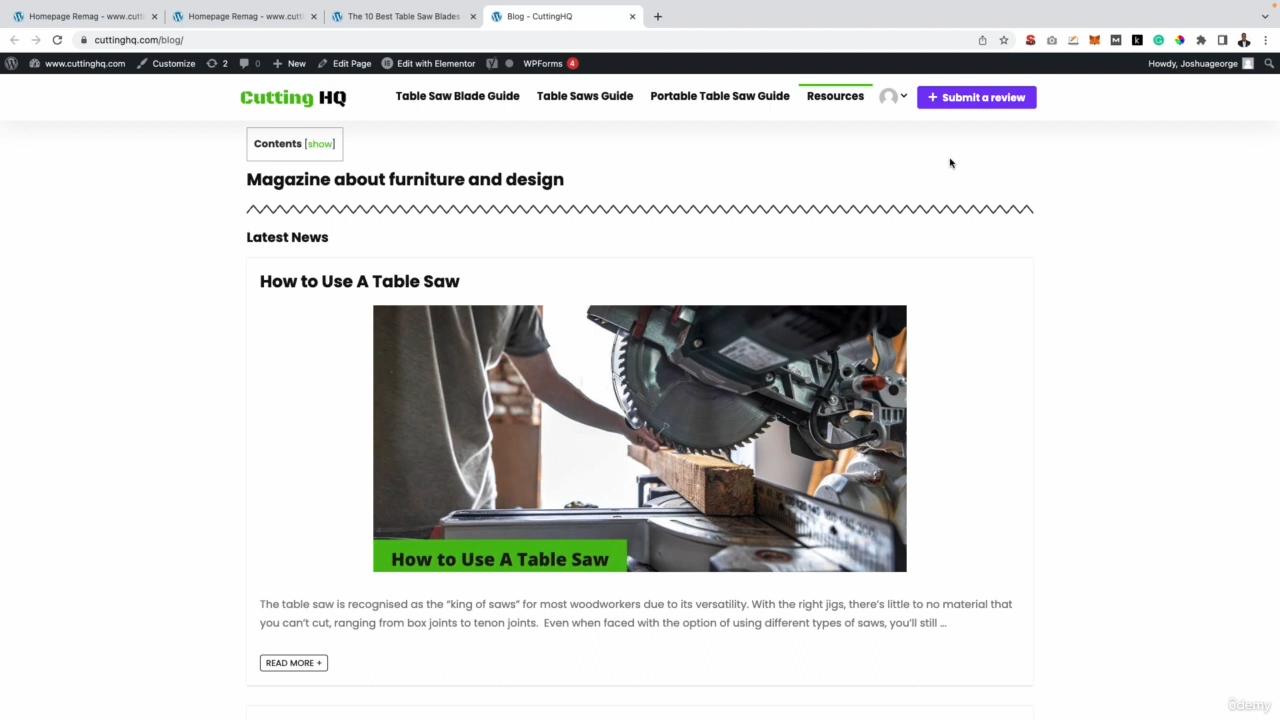 Homepage Remag - www.cutti
Homepage Remag - www.cutti
The 10 Best Table Saw Blades
Blog - CuttingHQ
cuttinghq.com/blog/
www.cuttinghq.com
Customize
2
0
New
Edit Page
Edit with Elementor
WPForms
4
Howdy, Joshuageorge
Cutting HQ
Table Saw Blade Guide
Table Saws Guide
Portable Table Saw Guide
Resources
+ Submit a review
Contents [show]
Magazine about furniture and design
Latest News
How to Use A Table Saw
How to Use A Table Saw
The table saw is recognised as the “king of saws” for most woodworkers due to its versatility. With the right jigs, there’s little to no material that
you can’t cut, ranging from box joints to tenon joints. Even when faced with the option of using different types of saws, you’ll still ...
READ MORE +
ûdemy